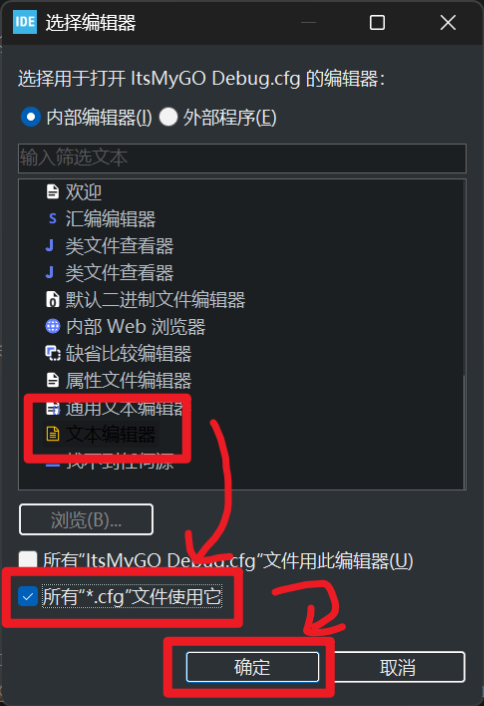 IDE 选择编辑器
选择用于打开 ItsMyGO Debug.cfg 的编辑器：
内部编辑器(I) 外部程序(E)
输入筛选文本
欢迎
S 汇编编辑器
J 类文件查看器
J 类文件查看器
默认二进制文件编辑器
内部 Web 浏览器
缺省比较编辑器
属性文件编辑器
通用文本编辑器
文本编辑器
找不到任何源
浏览(B)...
所有"ItsMyGO Debug.cfg"文件用此编辑器(U)
所有"*.cfg"文件使用它
确定 取消